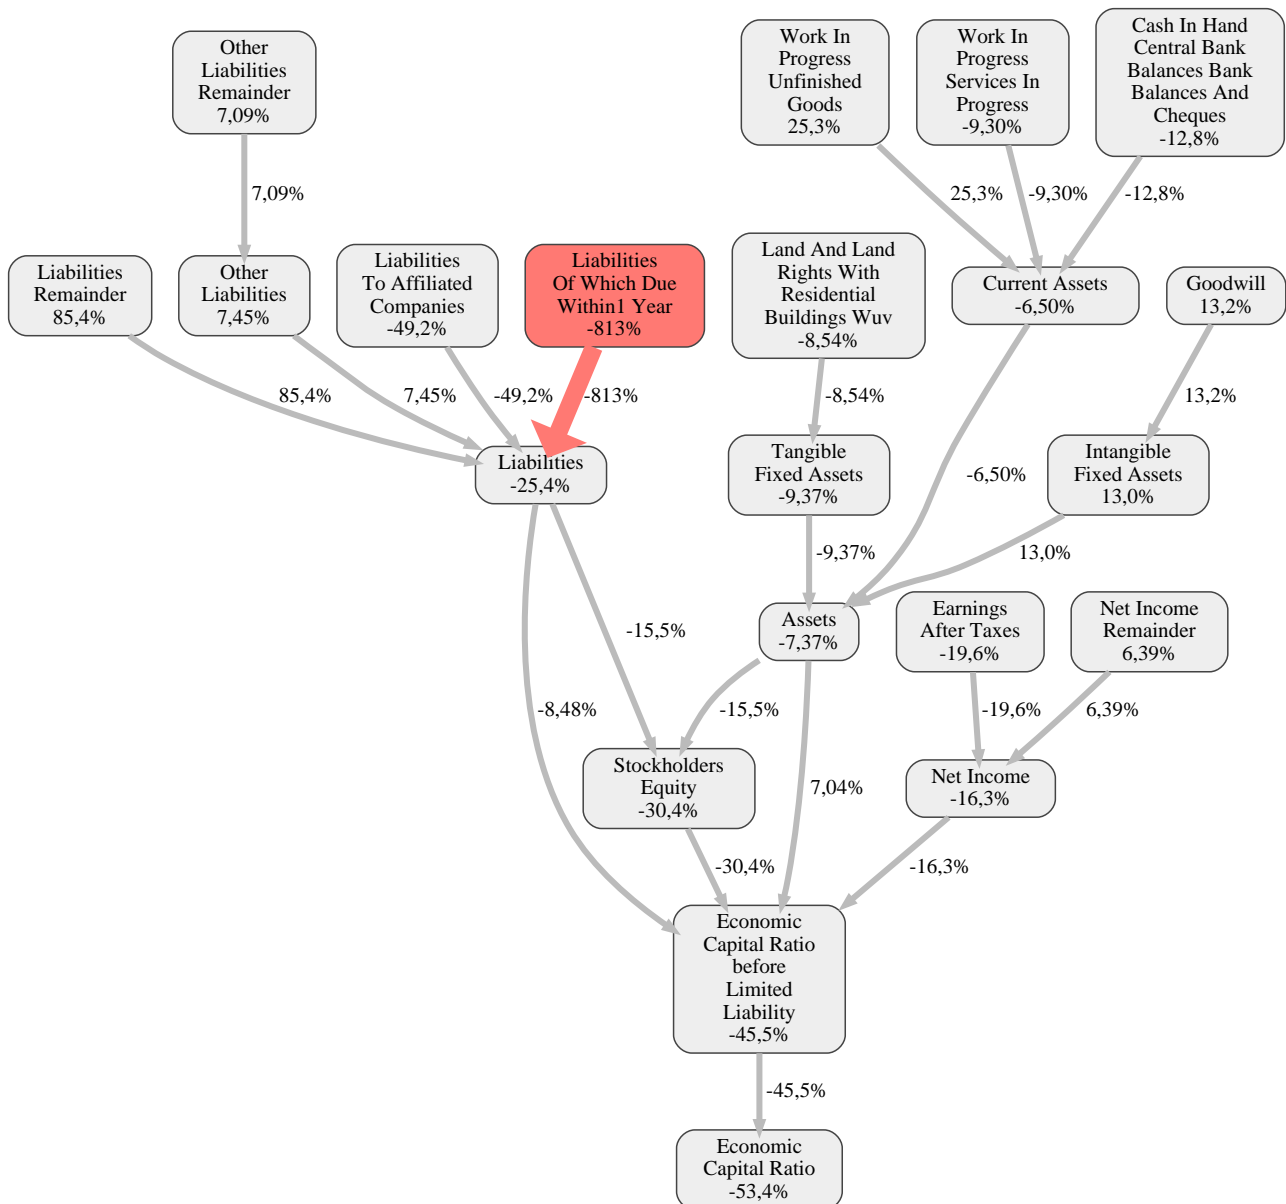 Other
Liabilities
Remainder
7,09%
Work In
Progress
Unfinished
Goods
25,3%
Work In
Progress
Services In
Progress
-9,30%
Cash In Hand
Central Bank
Balances Bank
Balances And
Cheques
-12,8%
7,09%
25,3%
-9,30%
-12,8%
Liabilities
Remainder
85,4%
Other
Liabilities
7,45%
Liabilities
To Affiliated
Companies
-49,2%
Liabilities
Of Which Due
Within1 Year
-813%
Land And Land
Rights With
Residential
Buildings Wuv
-8,54%
Current Assets
-6,50%
Goodwill
13,2%
85,4%
7,45%
-49,2%
-813%
-8,54%
13,2%
Liabilities
-25,4%
Tangible
Fixed Assets
-9,37%
-6,50%
Intangible
Fixed Assets
13,0%
-9,37%
13,0%
Assets
-7,37%
Earnings
After Taxes
-19,6%
Net Income
Remainder
6,39%
-15,5%
-8,48%
-15,5%
-19,6%
6,39%
Stockholders
Equity
-30,4%
7,04%
Net Income
-16,3%
-30,4%
-16,3%
Economic
Capital Ratio
before
Limited
Liability
-45,5%
-45,5%
Economic
Capital Ratio
-53,4%